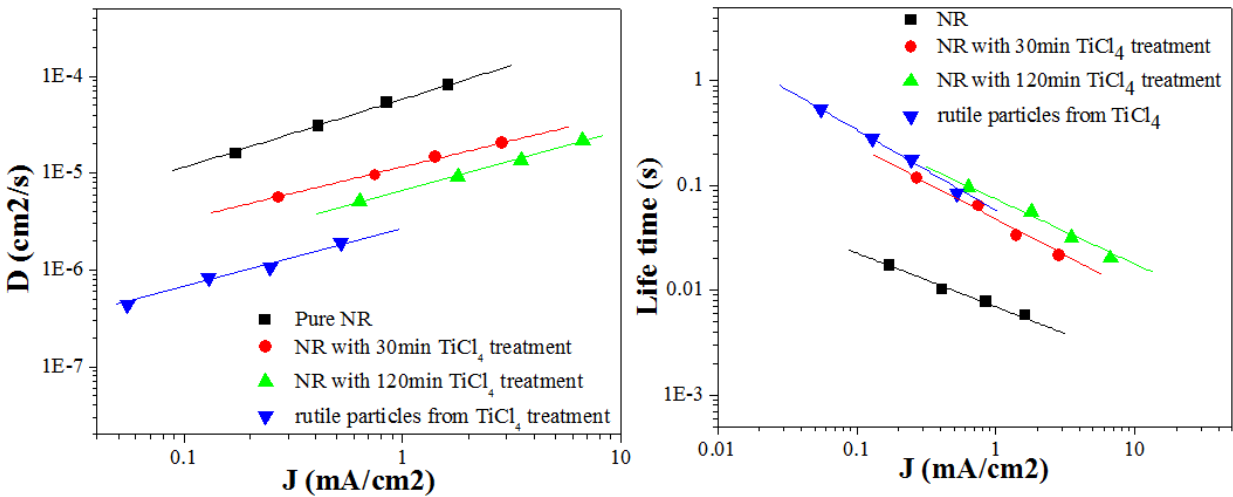 1E-4
1E-5
1E-6
1E-7
D (cm2/s)
Pure NR
NR with 30min TiCl4 treatment
NR with 120min TiCl4 treatment
rutile particles from TiCl4 treatment
0.1
1
10
J (mA/cm2)
NR
NR with 30min TiCl4 treatment
NR with 120min TiCl4 treatment
rutile particles from TiCl4
1
0.1
0.01
1E-3
Life time (s)
0.01
0.1
1
10
J (mA/cm2)